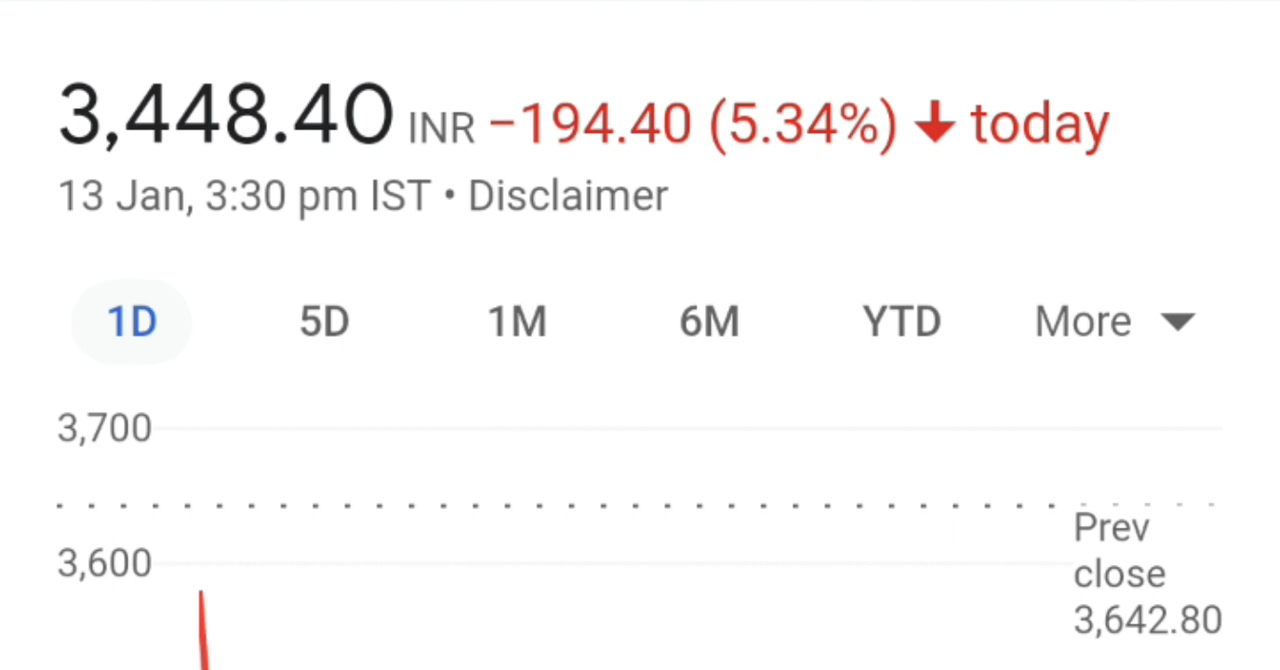 3,448.40 INR −194.40 (5.34%) ↓ today
13 Jan, 3:30 pm IST • Disclaimer
1D 5D 1M 6M YTD More
3,700
3,600
Prev
close
3,642.80